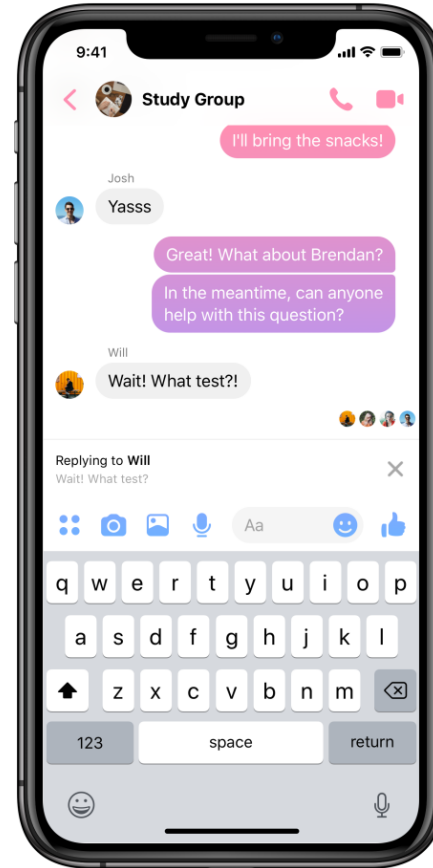 9:41
Study Group
I'll bring the snacks!
Josh
Yasss
Great! What about Brendan?
In the meantime, can anyone
help with this question?
Will
Wait! What test?!
Replying to Will
Wait! What test?
Aa
q w e r t y u i o p
a s d f g h j k l
z x c v b n m
123 space return